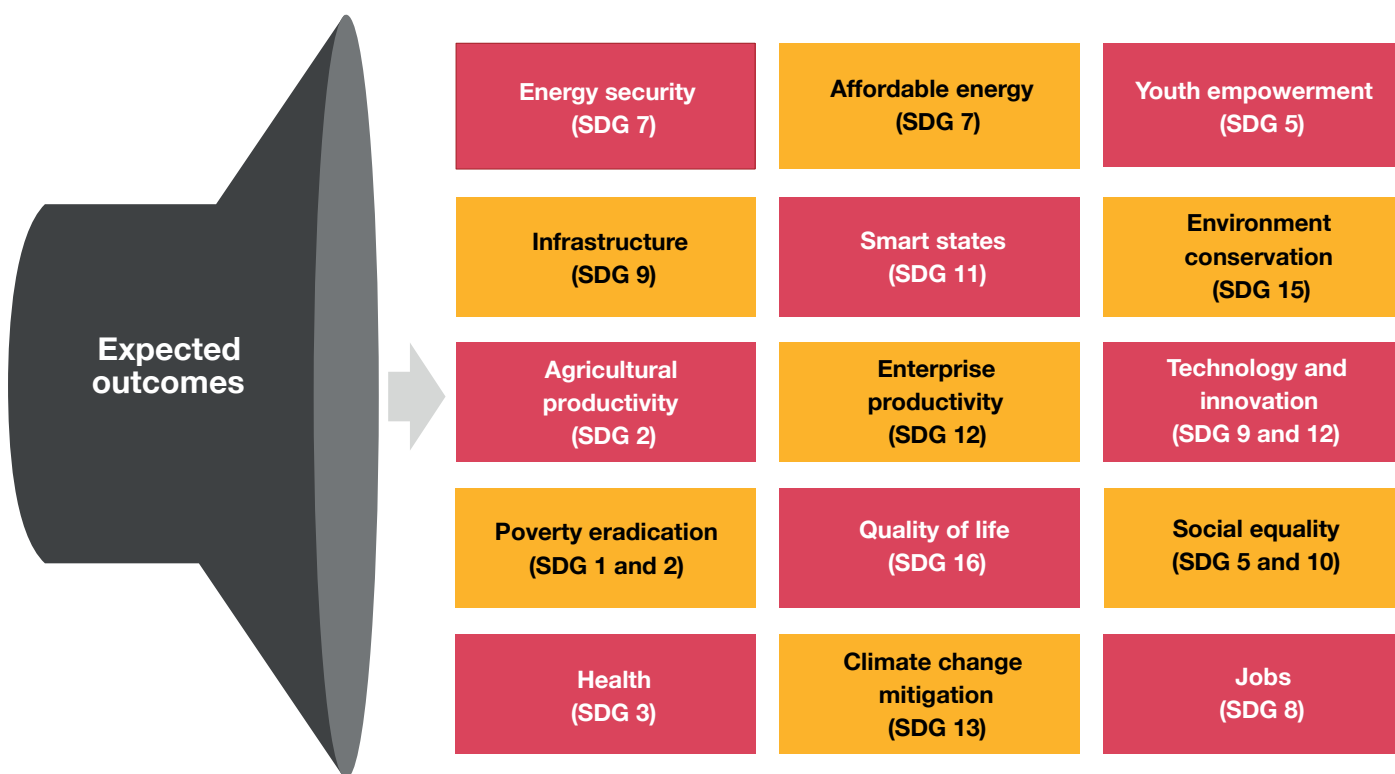 Expected
outcomes
Energy security
(SDG 7)
Affordable energy
(SDG 7)
Youth empowerment
(SDG 5)
Infrastructure
(SDG 9)
Smart states
(SDG 11)
Environment
conservation
(SDG 15)
Agricultural
productivity
(SDG 2)
Enterprise
productivity
(SDG 12)
Technology and
innovation
(SDG 9 and 12)
Poverty eradication
(SDG 1 and 2)
Quality of life
(SDG 16)
Social equality
(SDG 5 and 10)
Health
(SDG 3)
Climate change
mitigation
(SDG 13)
Jobs
(SDG 8)